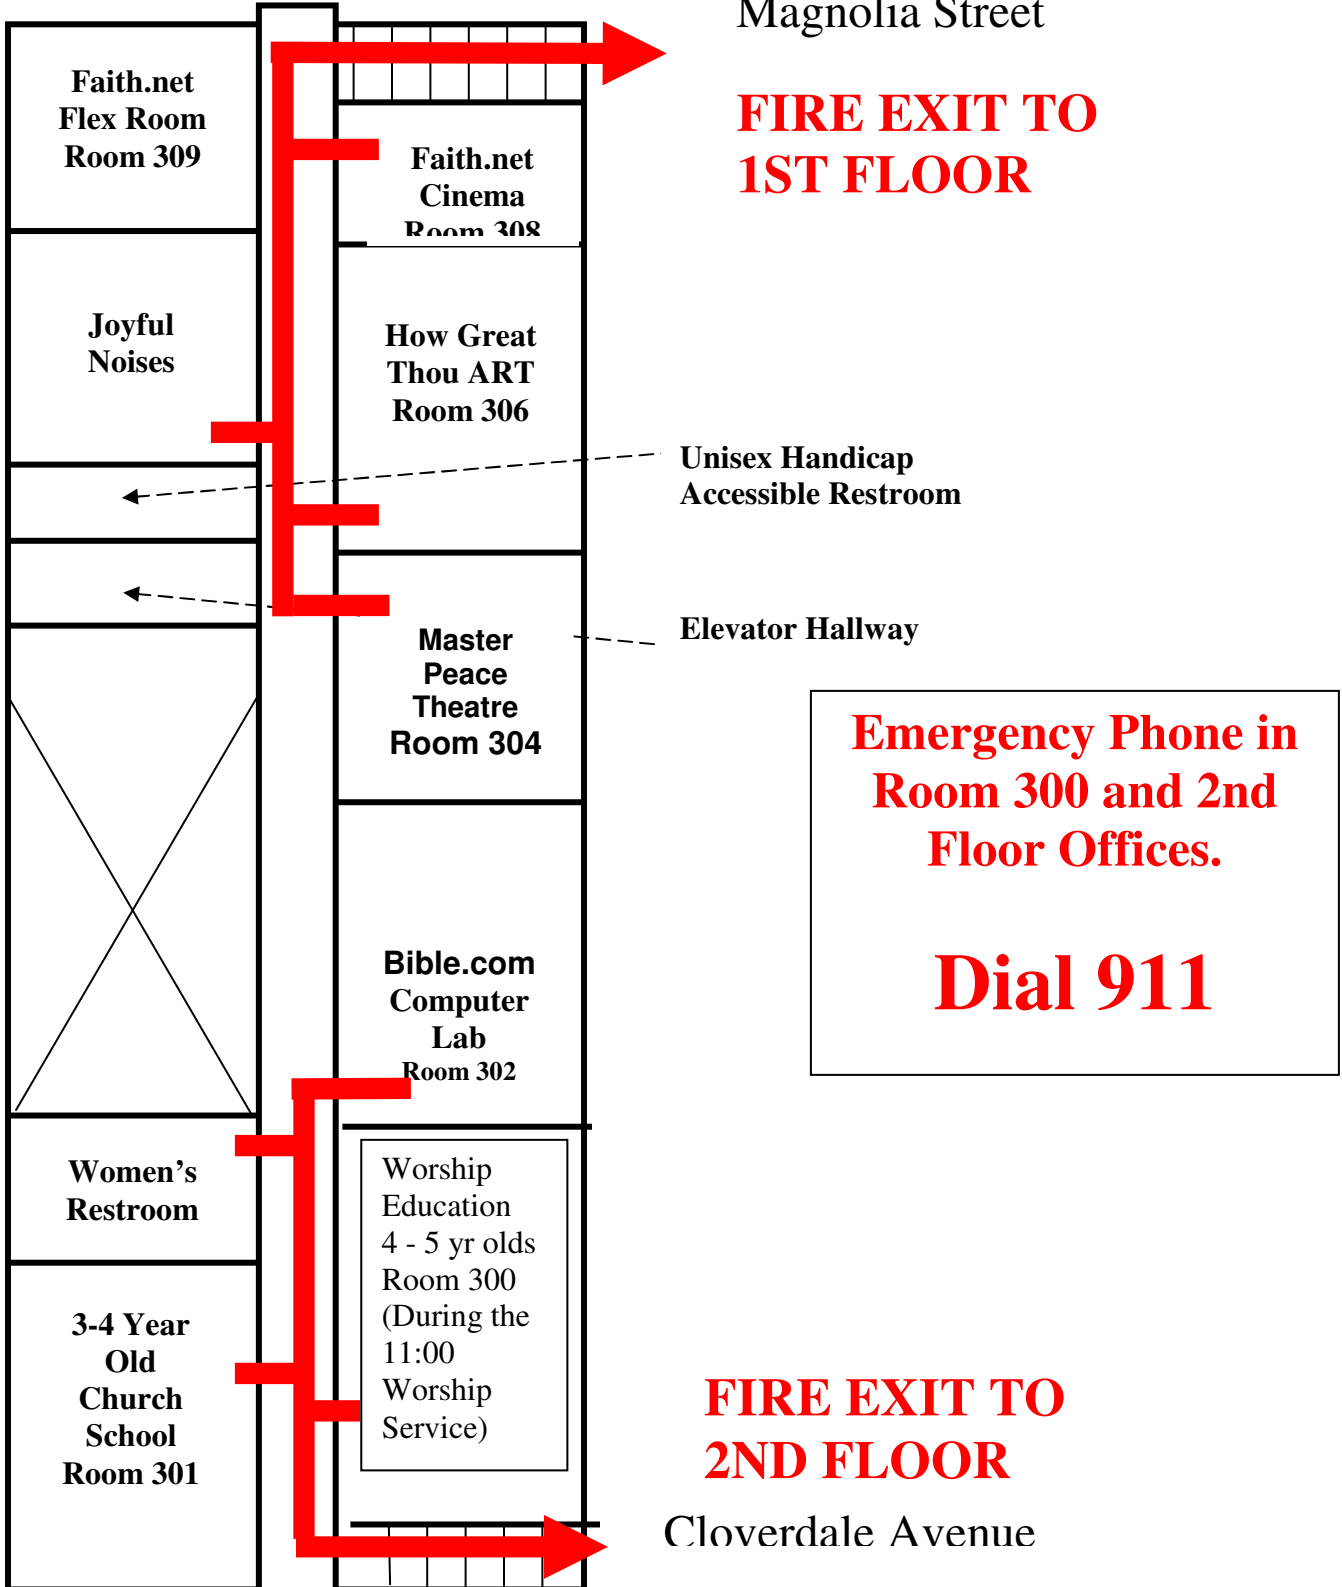 Magnolia Street
FIRE EXIT TO
1ST FLOOR
Faith.net
Flex Room
Room 309
Faith.net
Cinema
Room 308
Joyful
Noises
How Great
Thou ART
Room 306
Unisex Handicap
Accessible Restroom
Elevator Hallway
Master
Peace
Theatre
Room 304
Emergency Phone in
Room 300 and 2nd
Floor Offices.
Dial 911
Bible.com
Computer
Lab
Room 302
Women's
Restroom
Worship
Education
4 - 5 yr olds
Room 300
(During the
11:00
Worship
Service)
3-4 Year
Old
Church
School
Room 301
FIRE EXIT TO
2ND FLOOR
Cloverdale Avenue